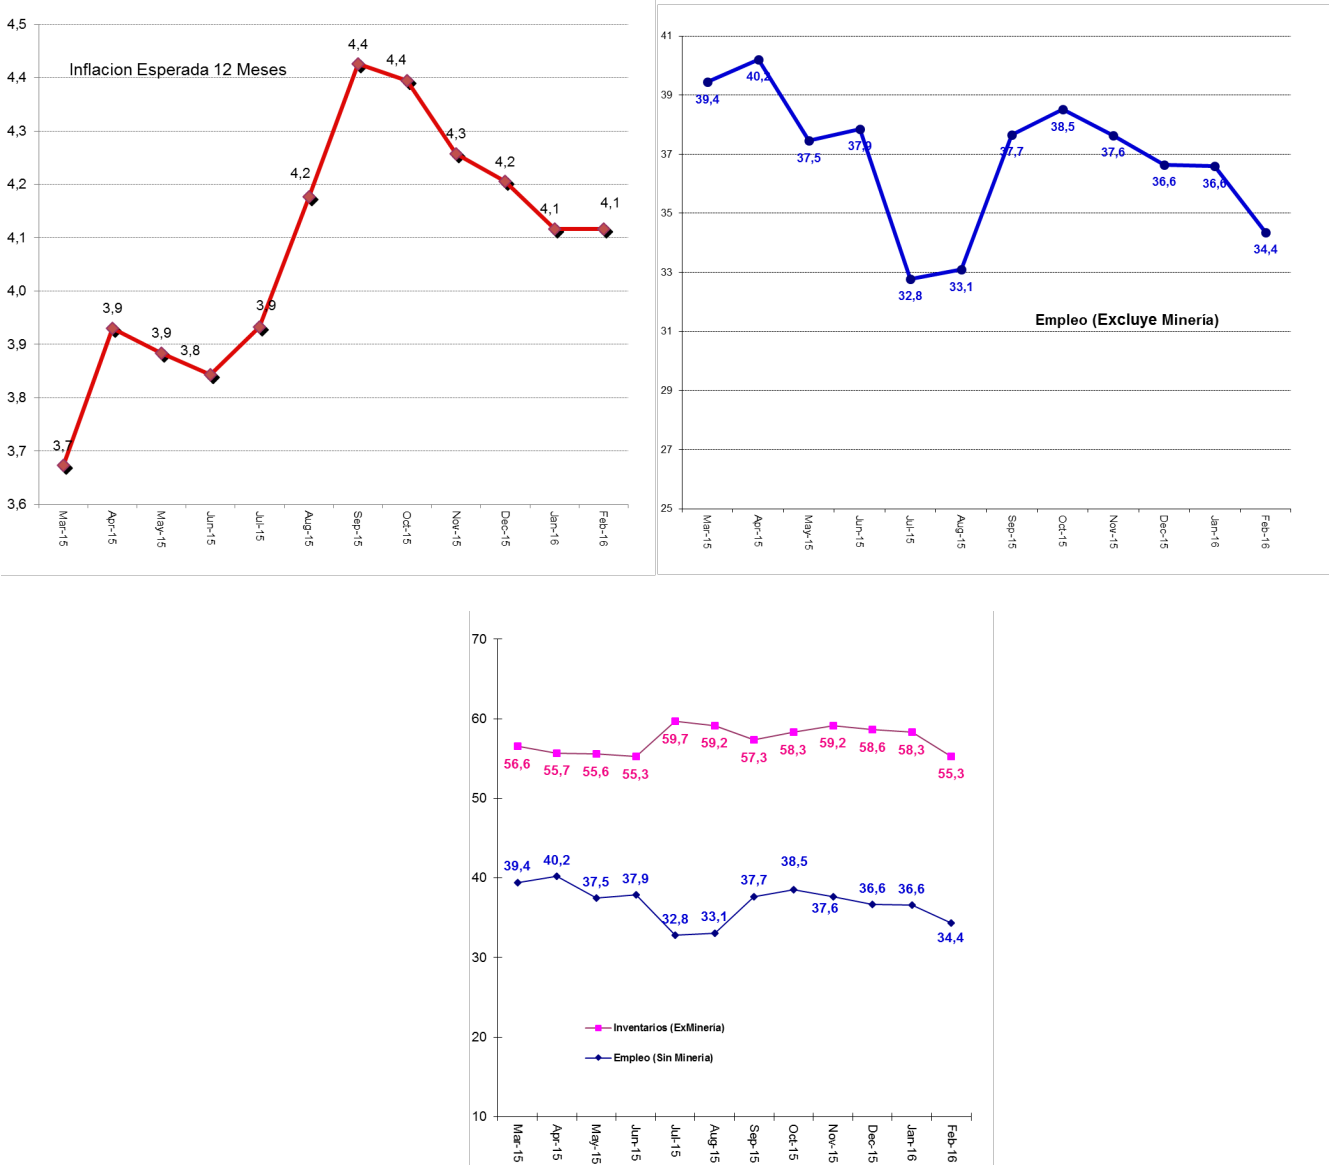 4,5
4,4
4,3
4,2
4,1
4,0
3,9
3,8
3,7
3,6
Inflacion Esperada 12 Meses
3,7
3,9
3,9
3,8
3,9
4,2
4,4
4,4
4,3
4,2
4,1
4,1
Mar-15
Apr-15
May-15
Jun-15
Jul-15
Aug-15
Sep-15
Oct-15
Nov-15
Dec-15
Jan-16
Feb-16
41
39
37
35
33
31
29
27
25
39,4
40,2
37,5
37,9
32,8
33,1
37,7
38,5
37,6
36,6
36,6
34,4
Empleo (Excluye Minería)
Mar-15
Apr-15
May-15
Jun-15
Jul-15
Aug-15
Sep-15
Oct-15
Nov-15
Dec-15
Jan-16
Feb-16
70
60
50
40
30
20
10
56,6
55,7
55,6
55,3
59,7
59,2
57,3
58,3
59,2
58,6
58,3
55,3
39,4
40,2
37,5
37,9
32,8
33,1
37,7
38,5
37,6
36,6
36,6
34,4
Inventarios (ExMinería)
Empleo (Sin Mineria)
Mar-15
Apr-15
May-15
Jun-15
Jul-15
Aug-15
Sep-15
Oct-15
Nov-15
Dec-15
Jan-16
Feb-16